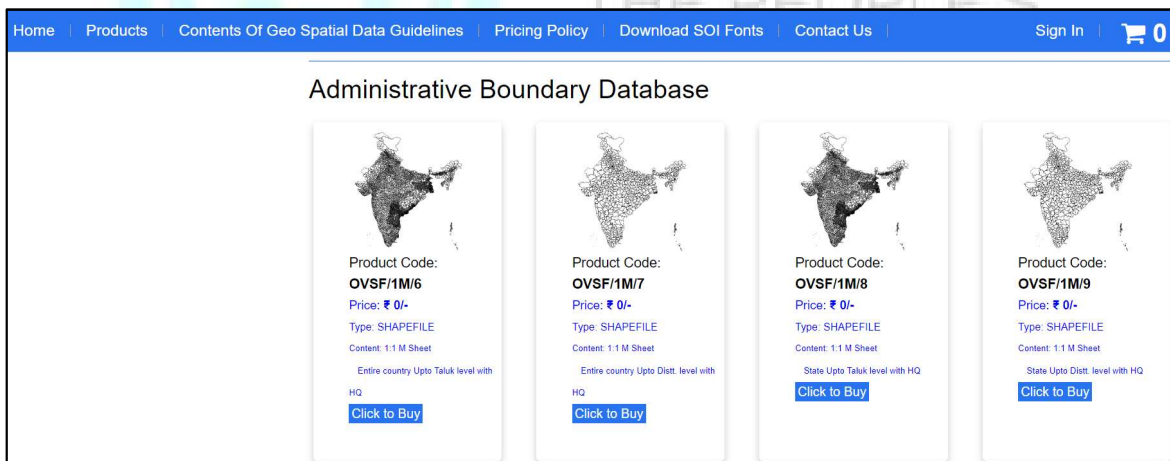 Home Products Contents Of Geo Spatial Data Guidelines Pricing Policy Download SOI Fonts Contact Us Sign In 0
Administrative Boundary Database
Product Code:
OVSF/1M/6
Price: ₹ 0/-
Type: SHAPEFILE
Content: 1:1 M Sheet
Entire country Upto Taluk level with
HQ
Click to Buy
Product Code:
OVSF/1M/7
Price: ₹ 0/-
Type: SHAPEFILE
Content: 1:1 M Sheet
Entire country Upto Distt. level with
HQ
Click to Buy
Product Code:
OVSF/1M/8
Price: ₹ 0/-
Type: SHAPEFILE
Content: 1:1 M Sheet
State Upto Taluk level with HQ
Click to Buy
Product Code:
OVSF/1M/9
Price: ₹ 0/-
Type: SHAPEFILE
Content: 1:1 M Sheet
State Upto Distt. level with HQ
Click to Buy